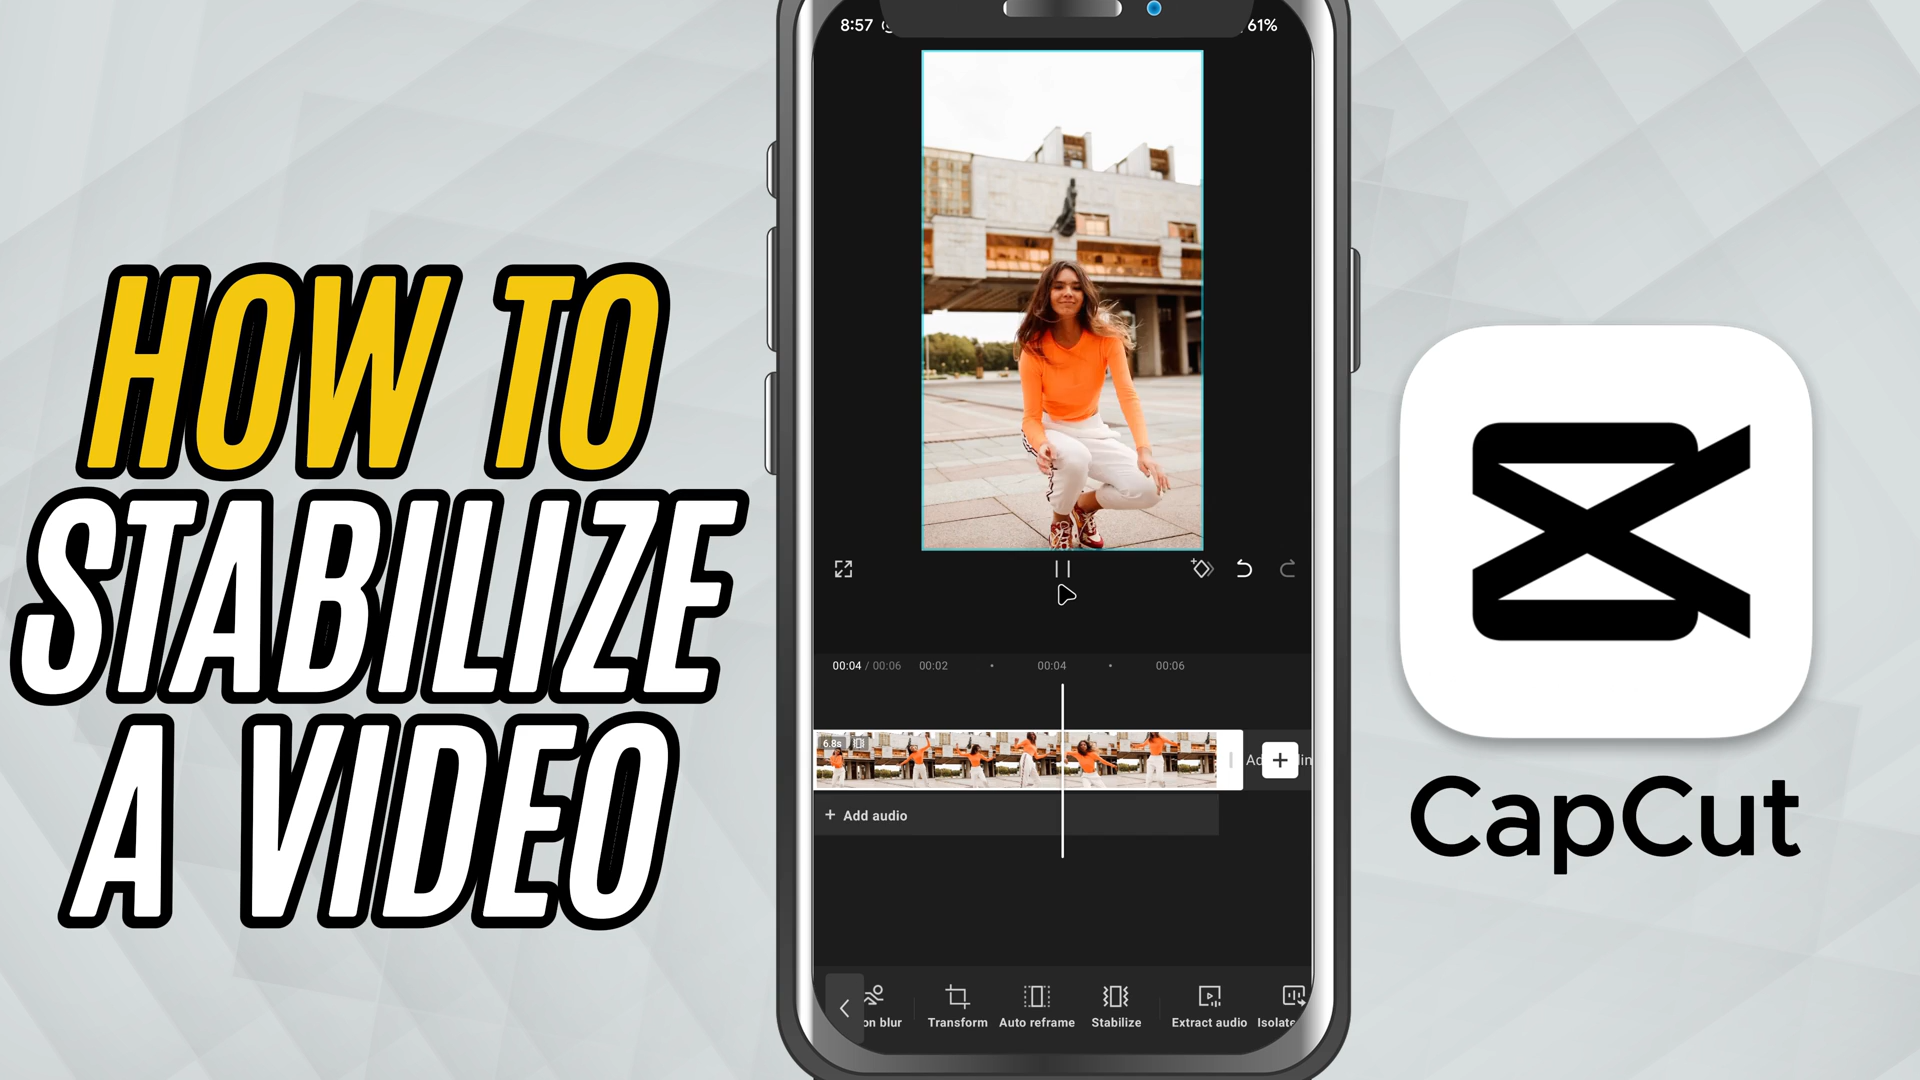 HOW TO
STABILIZE
A VIDEO
8:57
61%
00:04 / 00:06 00:02 00:04 00:06
6.8s
+ Add audio
on blur
Transform
Auto reframe
Stabilize
Extract audio
Isolate
CapCut